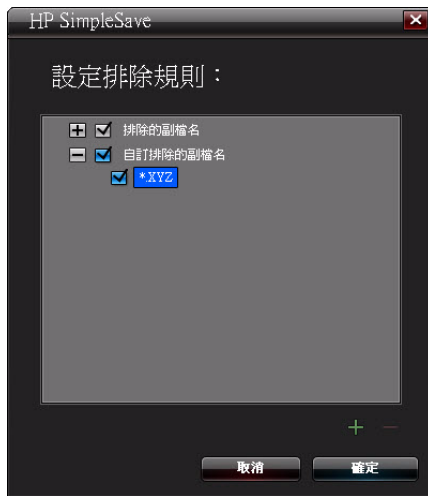 HP SimpleSave
設定排除規則：
排除的副檔名
自訂排除的副檔名
*.XYZ
取消
確定